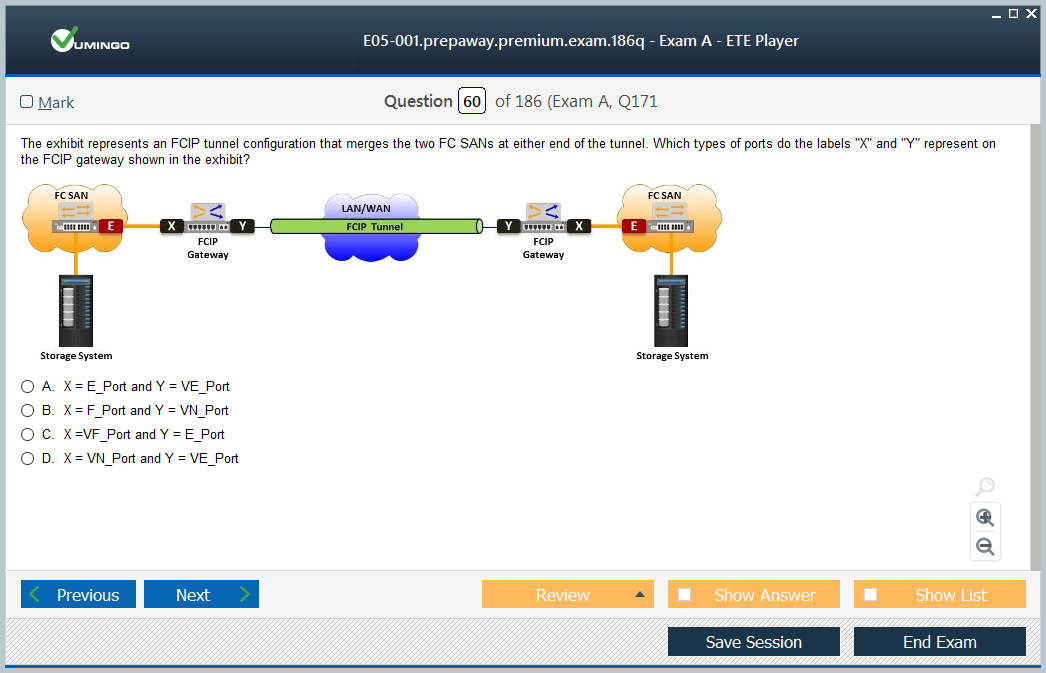 VUMINGO
E05-001.prepaway.premium.exam.186q - Exam A - ETE Player
Mark
Question 60 of 186 (Exam A, Q171
The exhibit represents an FCIP tunnel configuration that merges the two FC SANs at either end of the tunnel. Which types of ports do the labels "X" and "Y" represent on
the FCIP gateway shown in the exhibit?
FC SAN
LAN/WAN
FC SAN
E X Y FCIP Tunnel Y X E
FCIP
Gateway
FCIP
Gateway
Storage System
Storage System
A. X = E_Port and Y = VE_Port
B. X = F_Port and Y = VN_Port
C. X =VF_Port and Y = E_Port
D. X = VN_Port and Y = VE_Port
Previous
Next
Review
Show Answer
Show List
Save Session
End Exam